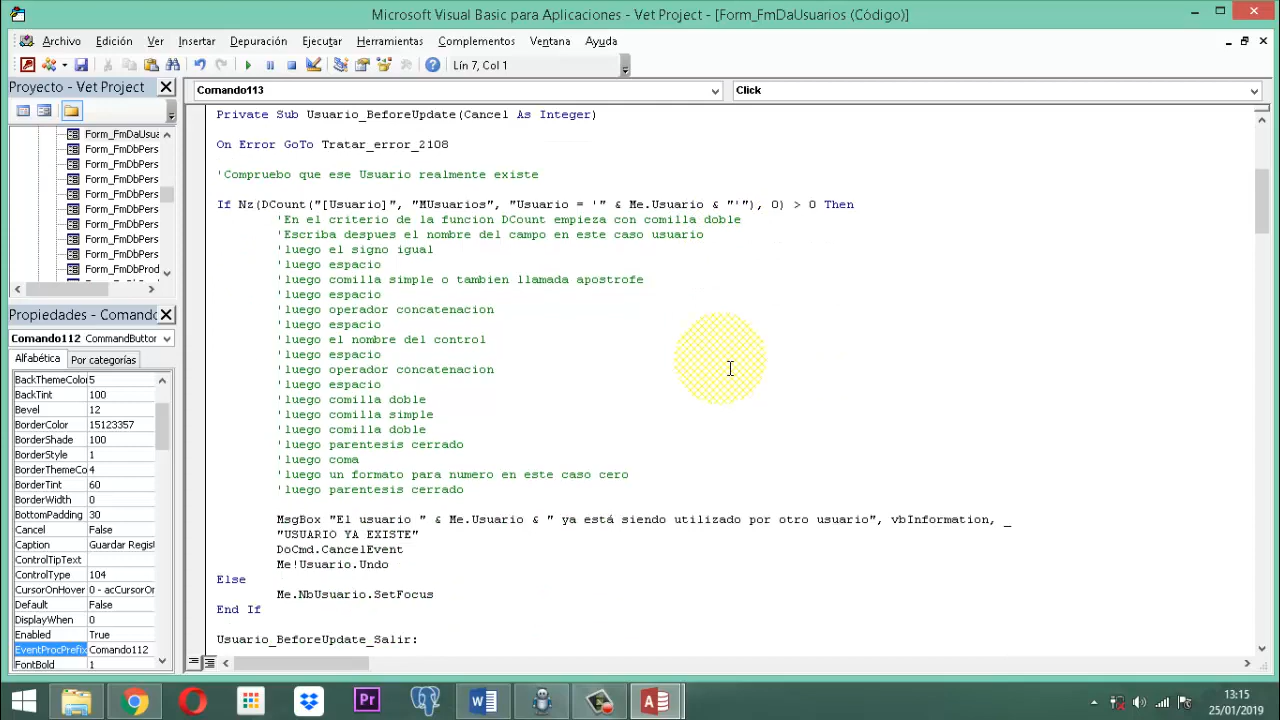 Microsoft Visual Basic para Aplicaciones - Vet Project - [Form_FmDaUsuarios (Código)]
Archivo Edición Ver Insertar Depuración Ejecutar Herramientas Complementos Ventana Ayuda
Lín 7, Col 1
Proyecto - Vet Project
Form_FmDaUsua
Form_FmDbPers
Form_FmDbPers
Form_FmDbPers
Form_FmDbPers
Form_FmDbPers
Form_FmDbPers
Form_FmDbPers
Form_FmDbPers
Form_FmDbProd
Propiedades - Comando
Comando112 CommandButton
Alfabética Por categorías
BackThemeColo 5
BackTint 100
Bevel 12
BorderColor 15123357
BorderShade 100
BorderStyle 1
BorderThemeCo 4
BorderTint 60
BorderWidth 0
BottomPadding 30
Cancel False
Caption Guardar Regist
ControlTipText
ControlType 104
CursorOnHover 0 - acCursorOn
Default False
DisplayWhen 0
Enabled True
EventProcPrefix Comando112
FontBold 1
Comando113 Click
Private Sub Usuario_BeforeUpdate(Cancel As Integer)
On Error GoTo Tratar_error_2108
'Compruebo que ese Usuario realmente existe
If Nz(DCount("[Usuario]", "MUsuarios", "Usuario = '" & Me.Usuario & "'"), 0) > 0 Then
'En el criterio de la funcion DCount empieza con comilla doble
'Escriba despues el nombre del campo en este caso usuario
'luego el signo igual
'luego espacio
'luego comilla simple o tambien llamada apostrofe
'luego espacio
'luego operador concatenacion
'luego espacio
'luego el nombre del control
'luego espacio
'luego operador concatenacion
'luego espacio
'luego comilla doble
'luego comilla simple
'luego comilla doble
'luego parentesis cerrado
'luego coma
'luego un formato para numero en este caso cero
'luego parentesis cerrado
MsgBox "El usuario " & Me.Usuario & " ya está siendo utilizado por otro usuario", vbInformation, _
"USUARIO YA EXISTE"
DoCmd.CancelEvent
Me!Usuario.Undo
Else
Me.NbUsuario.SetFocus
End If
Usuario_BeforeUpdate_Salir:
Pr
13:15
25/01/2019